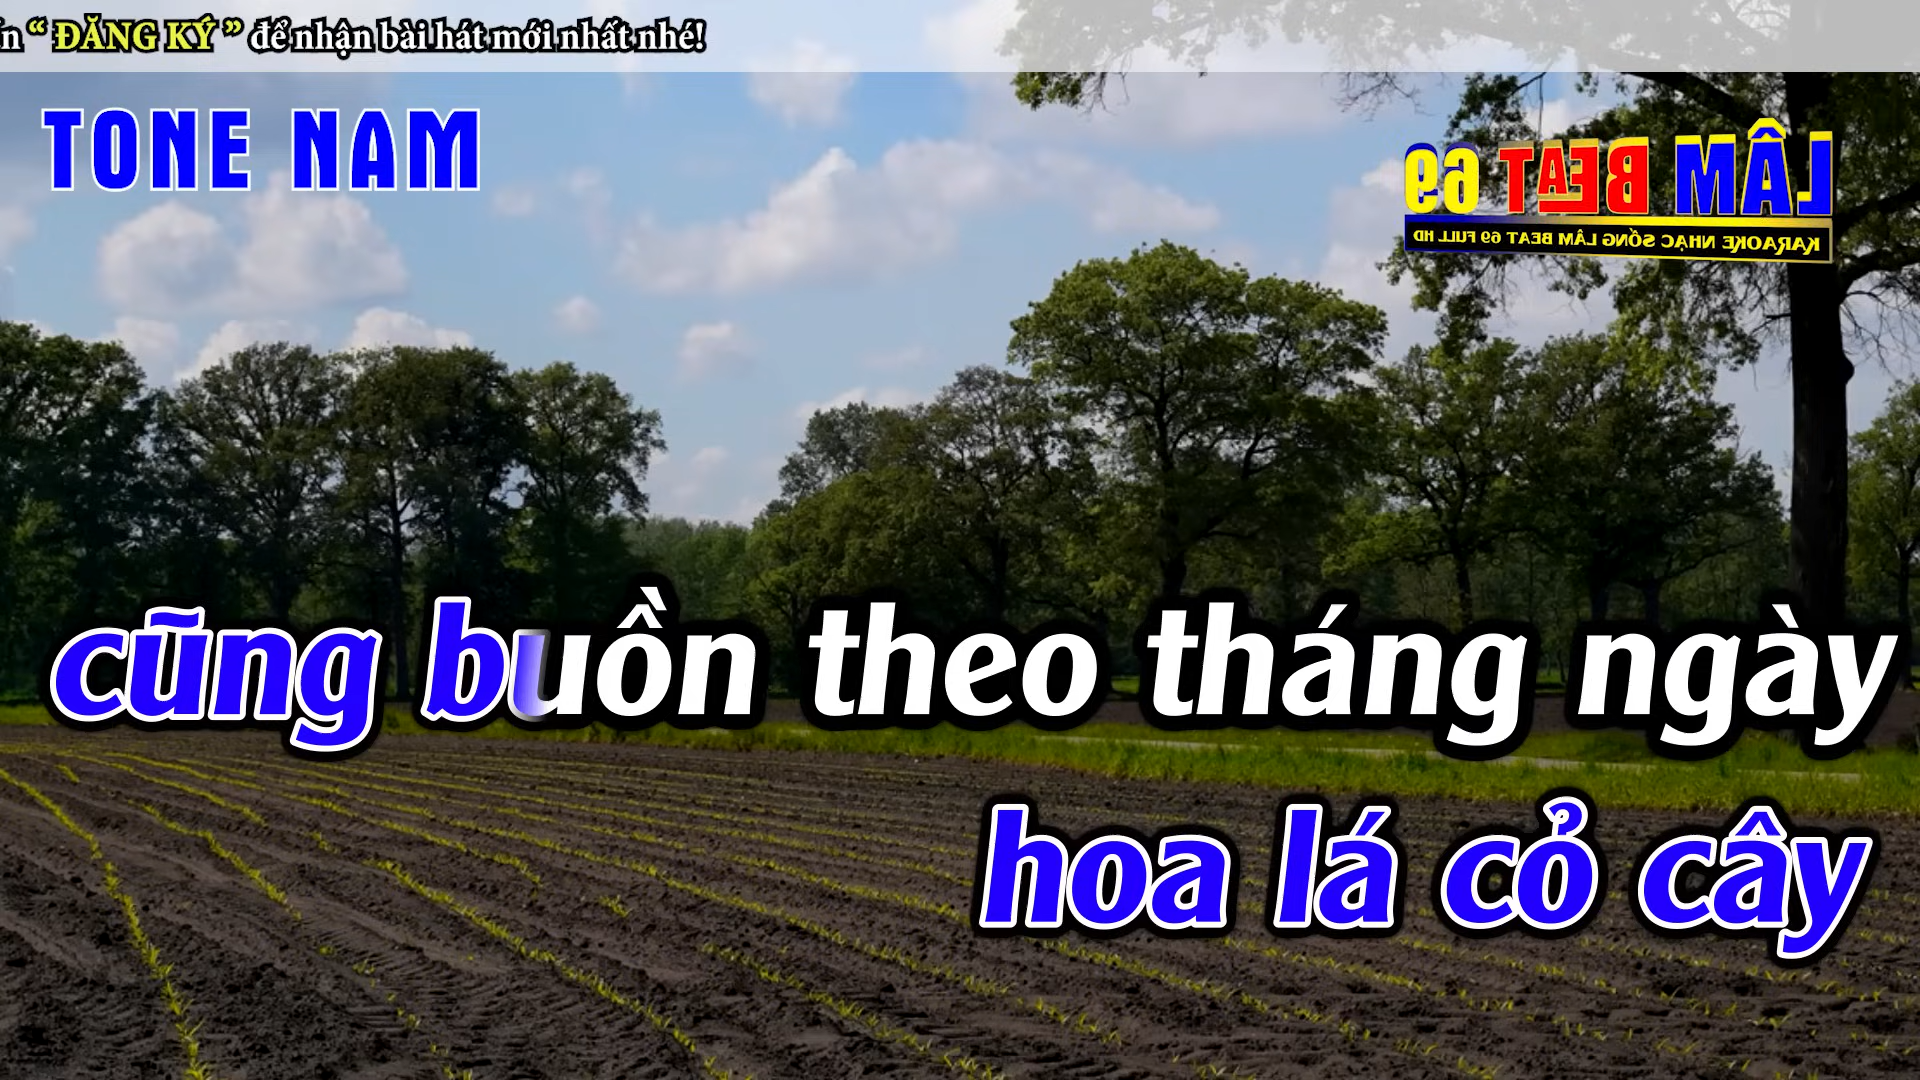 “ ĐĂNG KÝ ” để nhận bài hát mới nhất nhé!
TONE NAM
LÂM BEAT 69
KARAOKE NHẠC SỐNG LÂM BEAT 69 FULL HD
cũng buồn theo tháng ngày
hoa lá cỏ cây